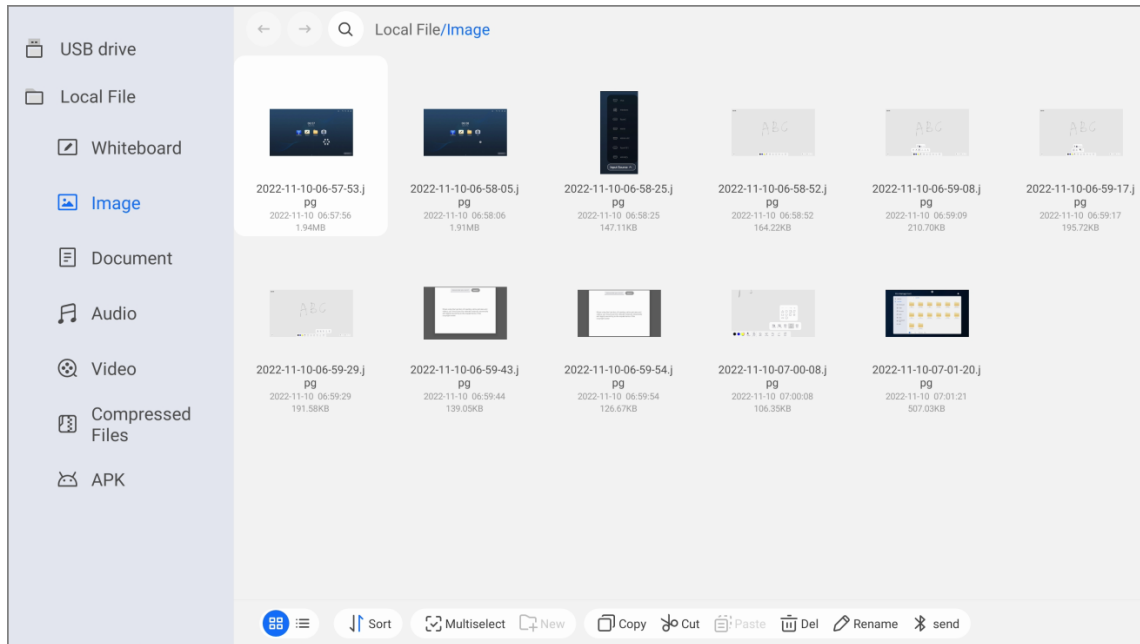 USB drive
Local File
Whiteboard
Image
Document
Audio
Video
Compressed
Files
APK
Local File/Image
2022-11-10-06-57-53.j
pg
2022-11-10 06:57:56
1.94MB
2022-11-10-06-58-05.j
pg
2022-11-10 06:58:06
1.91MB
2022-11-10-06-58-25.j
pg
2022-11-10 06:58:25
147.11KB
ABC
2022-11-10-06-58-52.j
pg
2022-11-10 06:58:52
164.22KB
ABC
2022-11-10-06-59-08.j
pg
2022-11-10 06:59:09
210.70KB
ABC
2022-11-10-06-59-17.j
pg
2022-11-10 06:59:17
195.72KB
ABC
2022-11-10-06-59-29.j
pg
2022-11-10 06:59:29
191.58KB
2022-11-10-06-59-43.j
pg
2022-11-10 06:59:44
139.05KB
2022-11-10-06-59-54.j
pg
2022-11-10 06:59:54
126.67KB
2022-11-10-07-00-08.j
pg
2022-11-10 07:00:08
106.35KB
2022-11-10-07-01-20.j
pg
2022-11-10 07:01:21
507.03KB
Sort
Multiselect
New
Copy
Cut
Paste
Del
Rename
send